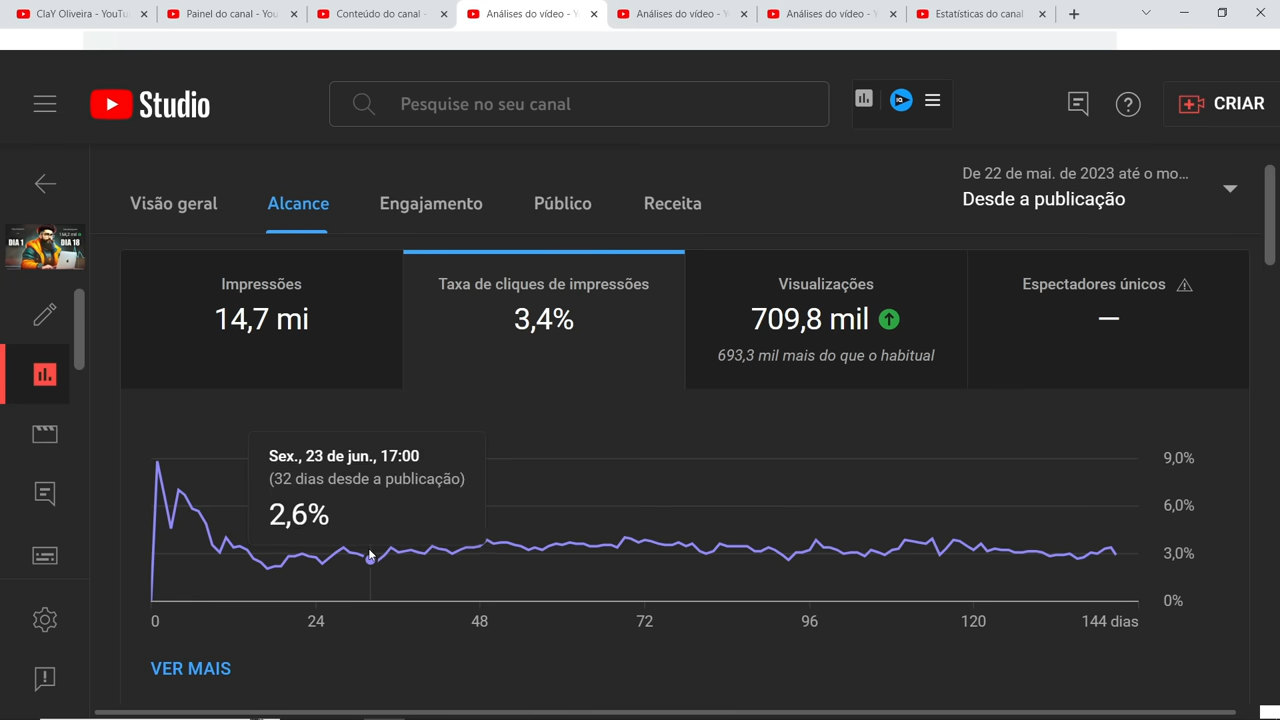 ClaY Oliveira - YouTu
Painel do canal - You
Conteúdo do canal -
Análises do vídeo - Y
Análises do vídeo - Y
Análises do vídeo - Y
Estatísticas do canal
Studio
Pesquise no seu canal
IQ
CRIAR
De 22 de mai. de 2023 até o mo...
Desde a publicação
Visão geral
Alcance
Engajamento
Público
Receita
DIA 1
DIA 18
Impressões
14,7 mi
Taxa de cliques de impressões
3,4%
Visualizações
709,8 mil
693,3 mil mais do que o habitual
Espectadores únicos
—
Sex., 23 de jun., 17:00
(32 dias desde a publicação)
2,6%
9,0%
6,0%
3,0%
0%
0
24
48
72
96
120
144 dias
VER MAIS